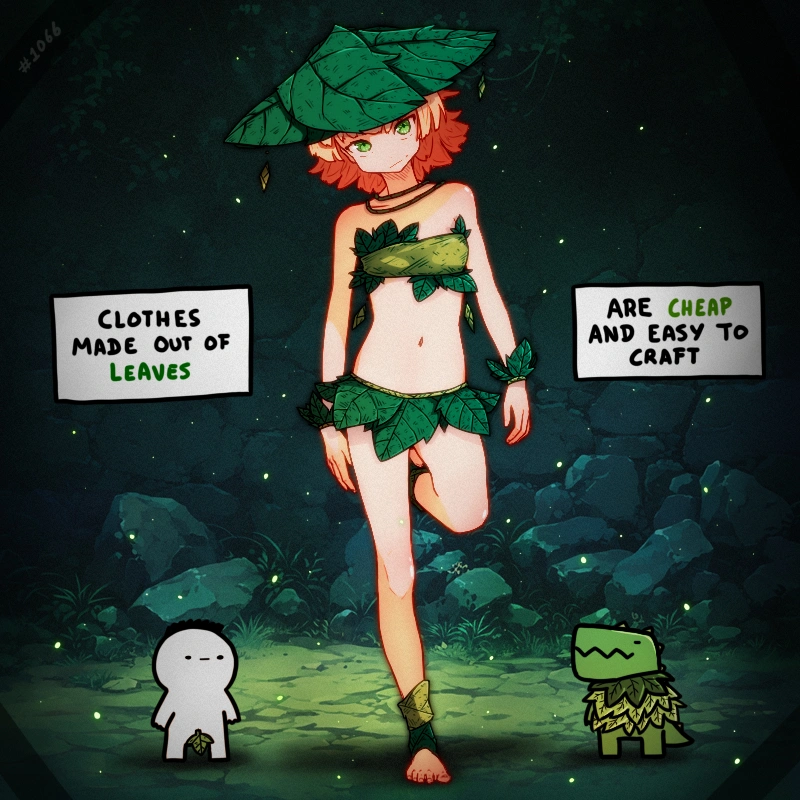 #1066
CLOTHES
MADE OUT OF
LEAVES
ARE CHEAP
AND EASY TO
CRAFT